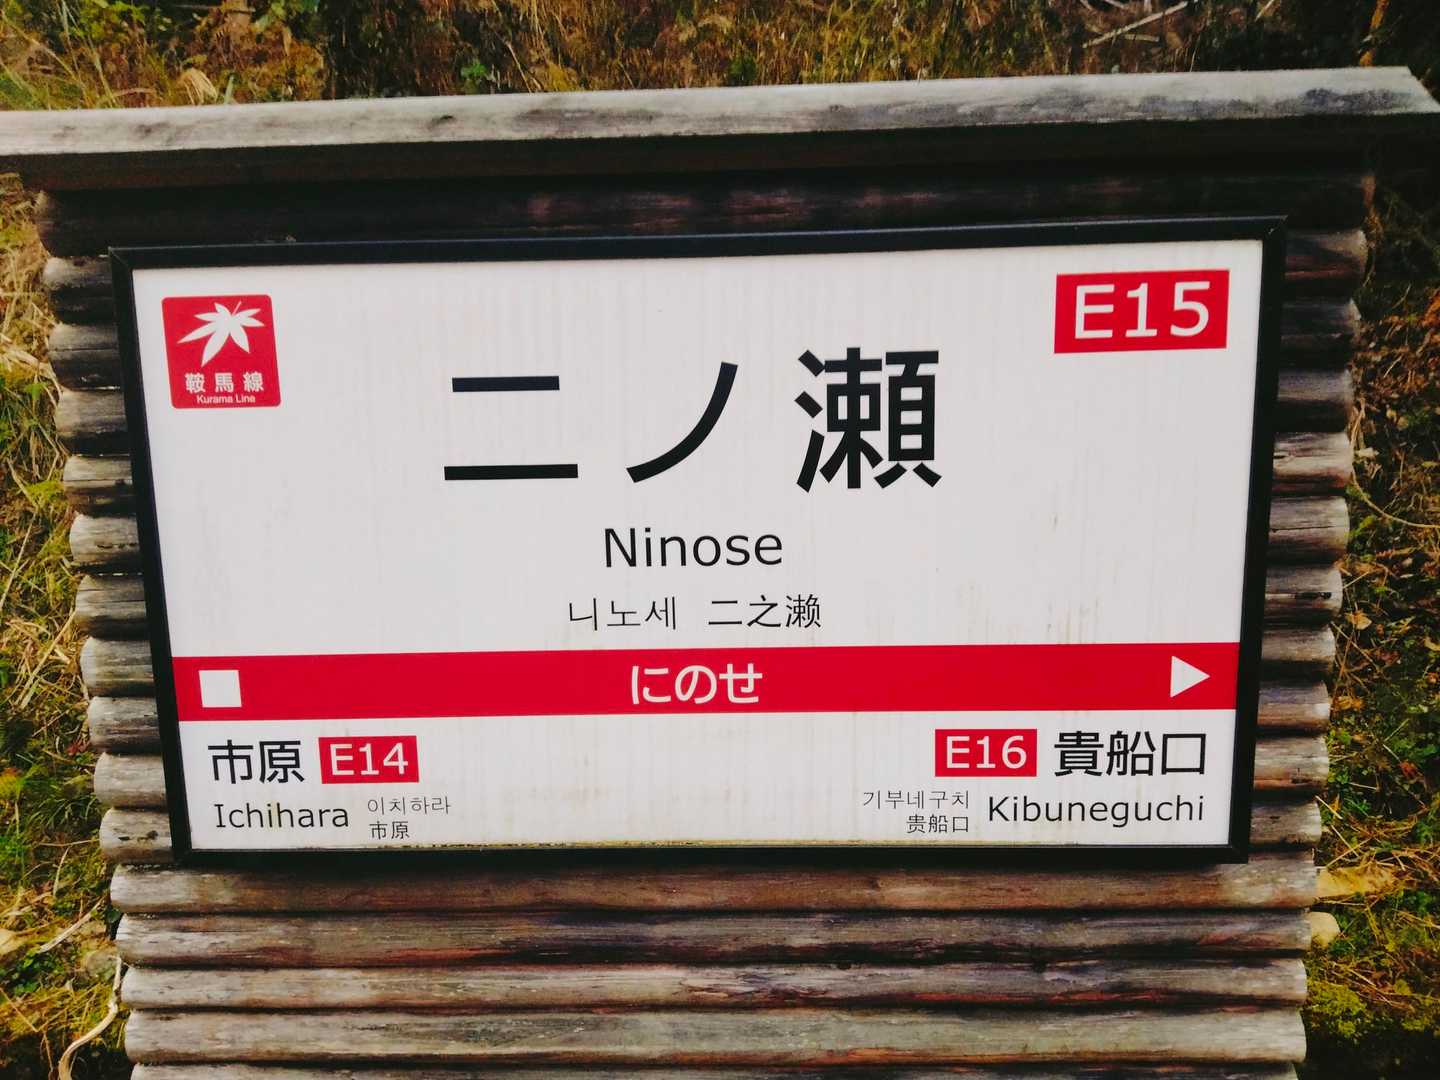 鞍馬線
Kurama Line
E15
二ノ瀬
Ninose
니노세 二之濑
にのせ
市原 E14
Ichihara 이치하라
市原
E16 貴船口
기부네구치 Kibuneguchi
贵船口